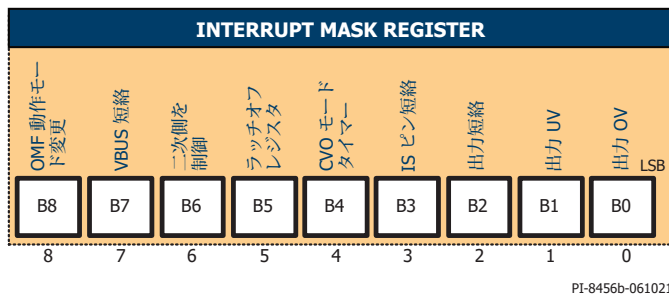 INTERRUPT MASK REGISTER
OMF 動作モー
ド変更
VBUS 短絡
二次側を
制御
ラッチオフ
レジスタ
CVO モード
タイマー
IS ピン短絡
出力短絡
出力 UV
出力 OV
LSB
B8 B7 B6 B5 B4 B3 B2 B1 B0
8 7 6 5 4 3 2 1 0
PI-8456b-061021